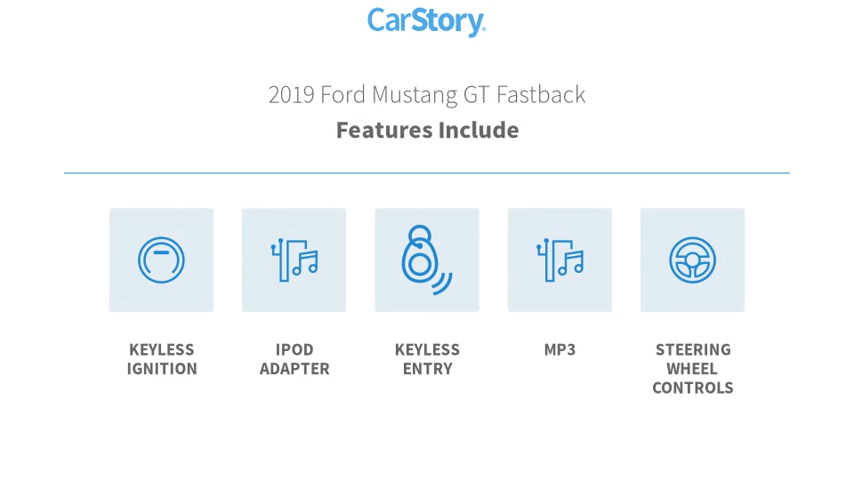 CarStory
2019 Ford Mustang GT Fastback
Features Include
KEYLESS
IGNITION
IPOD
ADAPTER
KEYLESS
ENTRY
MP3
STEERING
WHEEL
CONTROLS